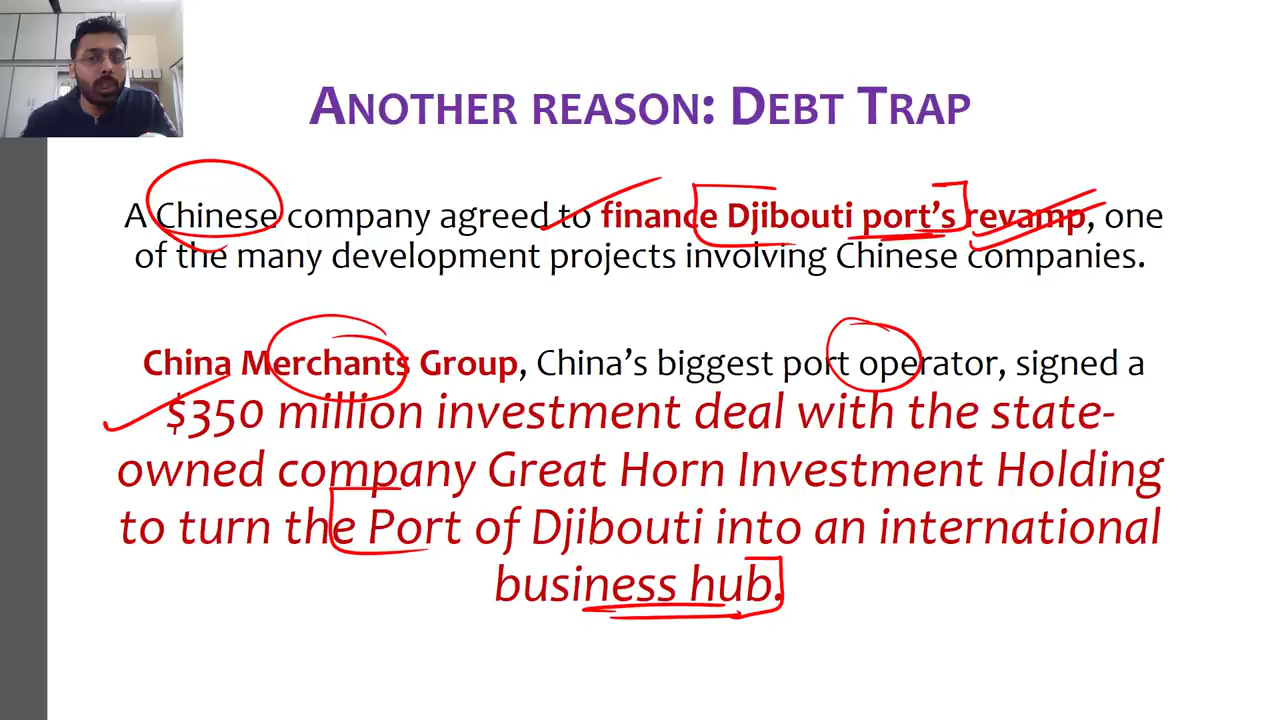 ANOTHER REASON: DEBT TRAP
A Chinese company agreed to finance Djibouti port's revamp, one
of the many development projects involving Chinese companies.
China Merchants Group, China's biggest port operator, signed a
$350 million investment deal with the state-
owned company Great Horn Investment Holding
to turn the Port of Djibouti into an international
business hub.